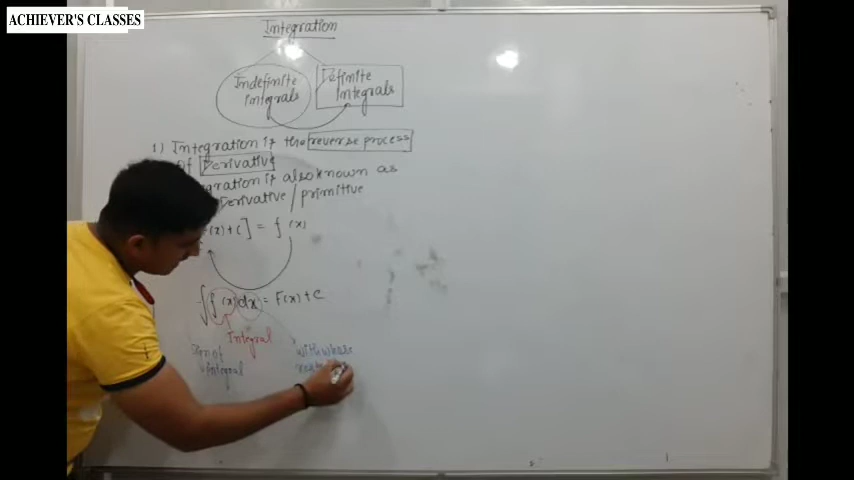 ACHIEVER'S CLASSES
Integration
Indefinite
integrals
Definite
integrals
1) Integration is the reverse process
of Derivative
gration is also known as
Derivative / primitive
(x) + C] = f (x)
∫ f (x) dx = F(x) + C
Integral
Sign of
integral
with whose